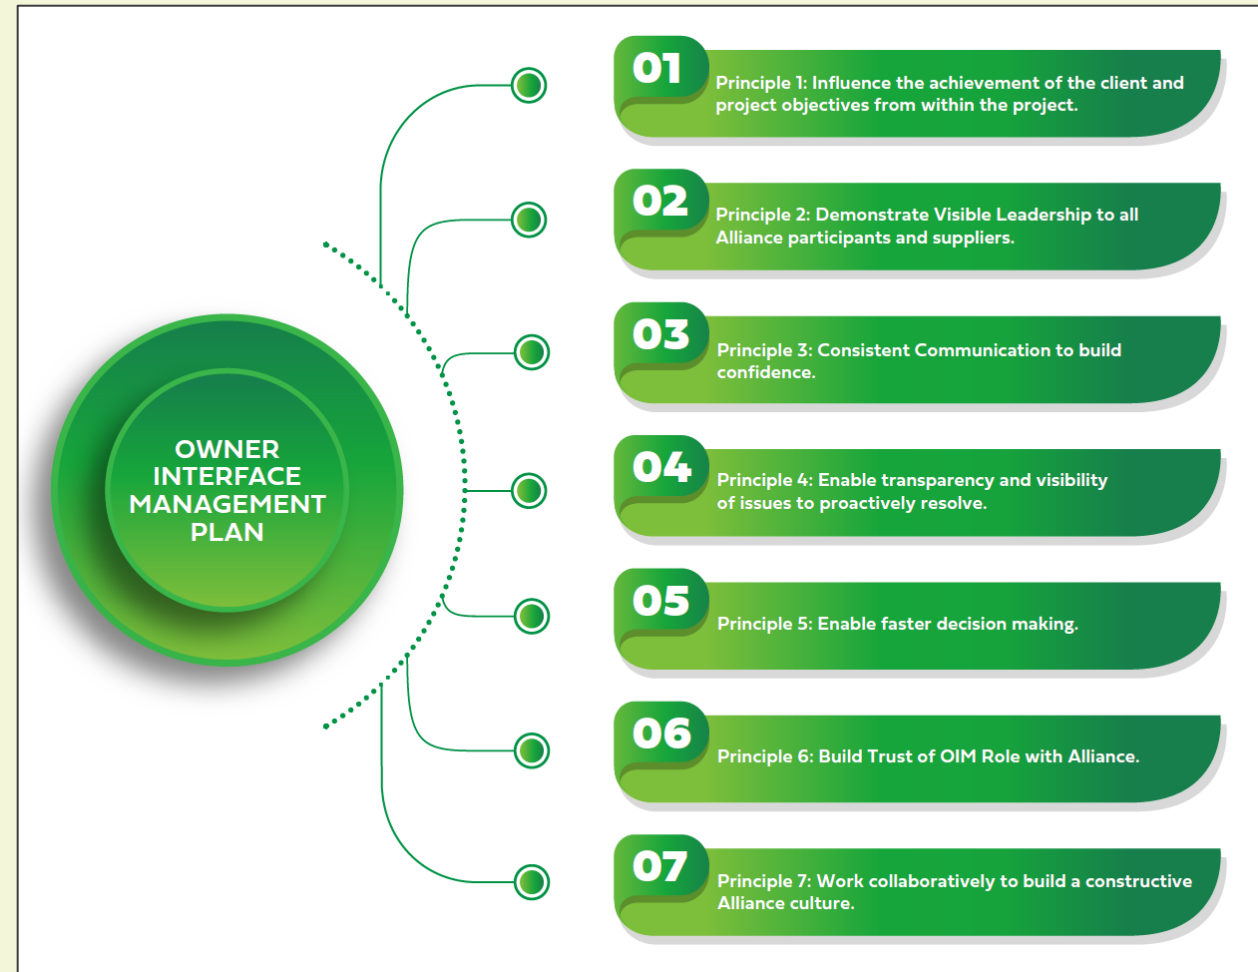 OWNER
INTERFACE
MANAGEMENT
PLAN
01
Principle 1: Influence the achievement of the client and
project objectives from within the project.
02
Principle 2: Demonstrate Visible Leadership to all
Alliance participants and suppliers.
03
Principle 3: Consistent Communication to build
confidence.
04
Principle 4: Enable transparency and visibility
of issues to proactively resolve.
05
Principle 5: Enable faster decision making.
06
Principle 6: Build Trust of OIM Role with Alliance.
07
Principle 7: Work collaboratively to build a constructive
Alliance culture.